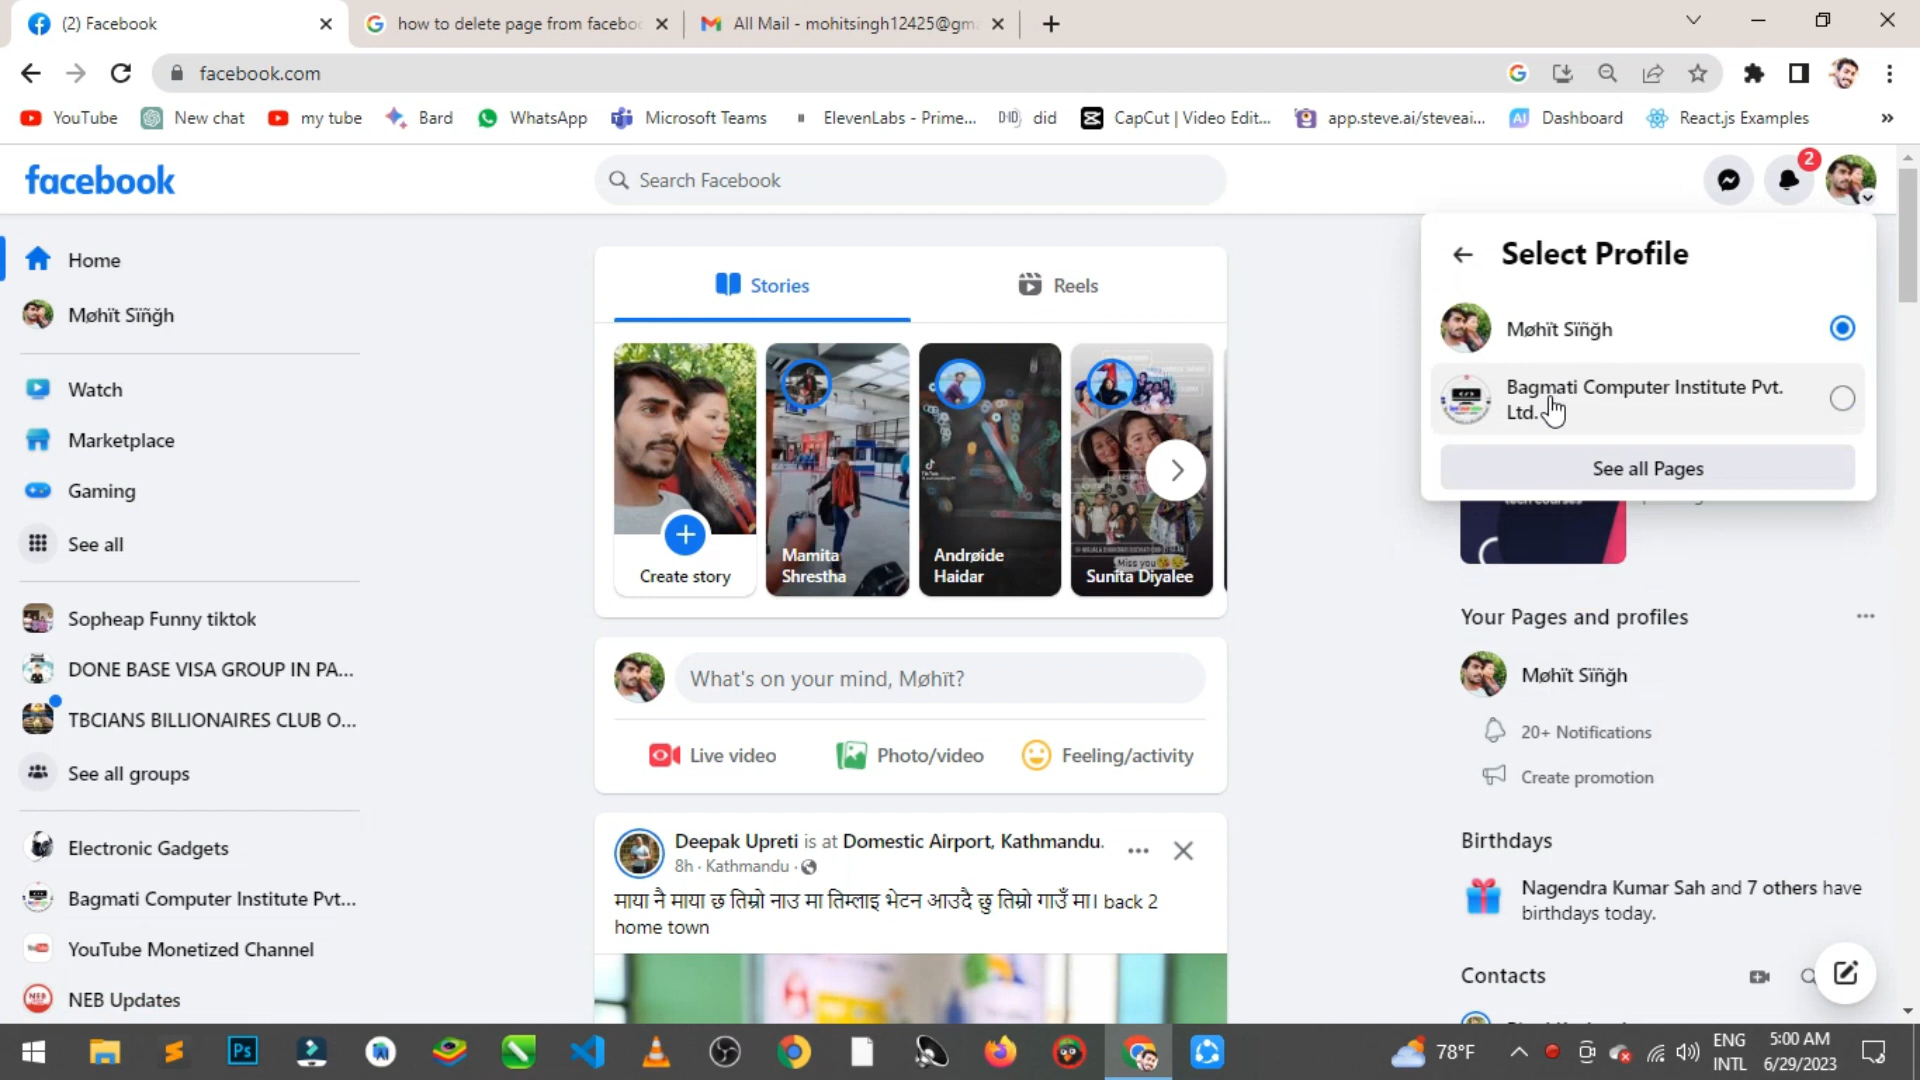 (2) Facebook
how to delete page from facebo
All Mail - mohitsingh12425@gm
facebook.com
YouTube
New chat
my tube
Bard
WhatsApp
Microsoft Teams
ElevenLabs - Prime...
did
CapCut | Video Edit...
app.steve.ai/steveai...
Dashboard
React.js Examples
facebook
Search Facebook
2
Home
Møhït Sïñğh
Watch
Marketplace
Gaming
See all
Sopheap Funny tiktok
DONE BASE VISA GROUP IN PA...
TBCIANS BILLIONAIRES CLUB O...
See all groups
Electronic Gadgets
Bagmati Computer Institute Pvt...
YouTube Monetized Channel
NEB Updates
Stories
Reels
Create story
Mamita
Shrestha
Andrøide
Haidar
Miss you
Sunita Diyalee
What's on your mind, Møhït?
Live video
Photo/video
Feeling/activity
Deepak Upreti is at Domestic Airport, Kathmandu.
8h · Kathmandu ·
माया नै माया छ तिम्रो नाउ मा तिम्लाइ भेटन आउदै छु तिम्रो गाउँ मा। back 2
home town
Select Profile
Møhït Sïñğh
Bagmati Computer Institute Pvt.
Ltd.
See all Pages
Your Pages and profiles
Møhït Sïñğh
20+ Notifications
Create promotion
Birthdays
Nagendra Kumar Sah and 7 others have
birthdays today.
Contacts
Ps
78°F
ENG
INTL
5:00 AM
6/29/2023